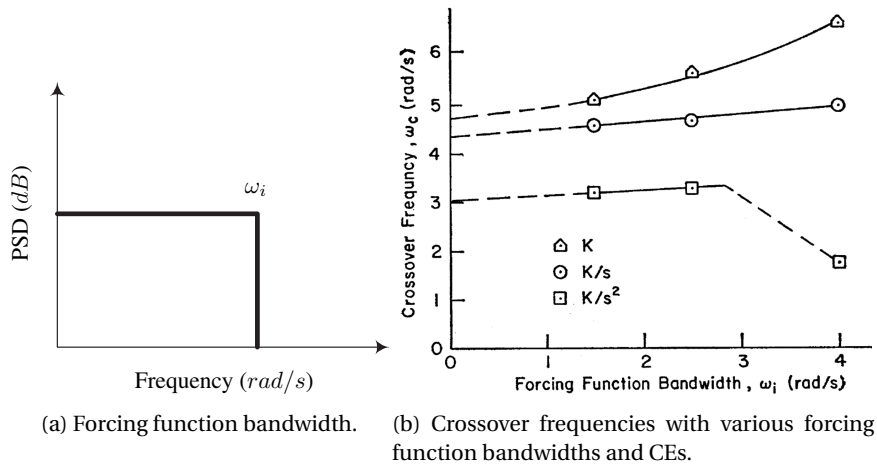 PSD (dB)
ω_i
Frequency (rad/s)
(a) Forcing function bandwidth.
Crossover Frequncy, ω_c (rad/s)
6
5
4
3
2
1
0
K
K/s
K/s²
0 1 2 3 4
Forcing Function Bandwidth, ω_i (rad/s)
(b) Crossover frequencies with various forcing
function bandwidths and CEs.